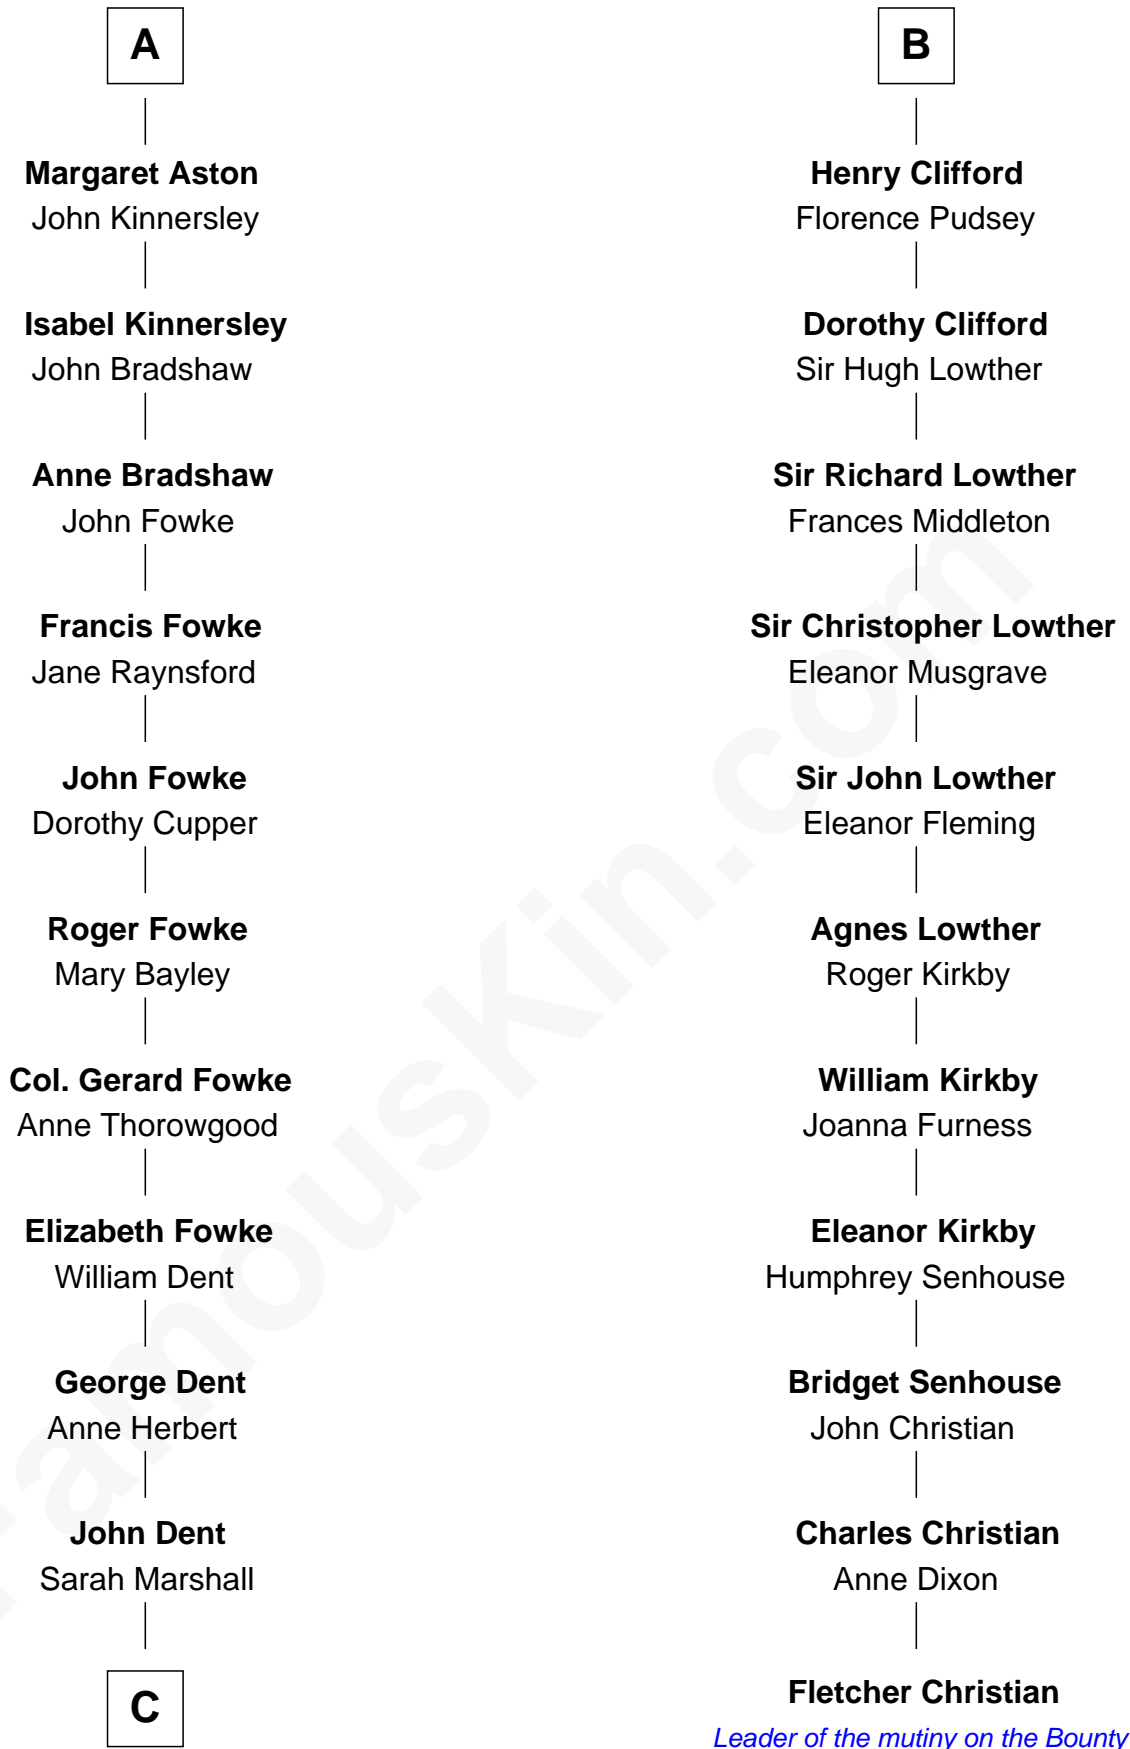 A
Margaret Aston
John Kinnersley
Isabel Kinnersley
John Bradshaw
Anne Bradshaw
John Fowke
Francis Fowke
Jane Raynsford
John Fowke
Dorothy Cupper
Roger Fowke
Mary Bayley
Col. Gerard Fowke
Anne Thorowgood
Elizabeth Fowke
William Dent
George Dent
Anne Herbert
John Dent
Sarah Marshall
C
B
Henry Clifford
Florence Pudsey
Dorothy Clifford
Sir Hugh Lowther
Sir Richard Lowther
Frances Middleton
Sir Christopher Lowther
Eleanor Musgrave
Sir John Lowther
Eleanor Fleming
Agnes Lowther
Roger Kirkby
William Kirkby
Joanna Furness
Eleanor Kirkby
Humphrey Senhouse
Bridget Senhouse
John Christian
Charles Christian
Anne Dixon
Fletcher Christian
Leader of the mutiny on the Bounty
FamousKin.com